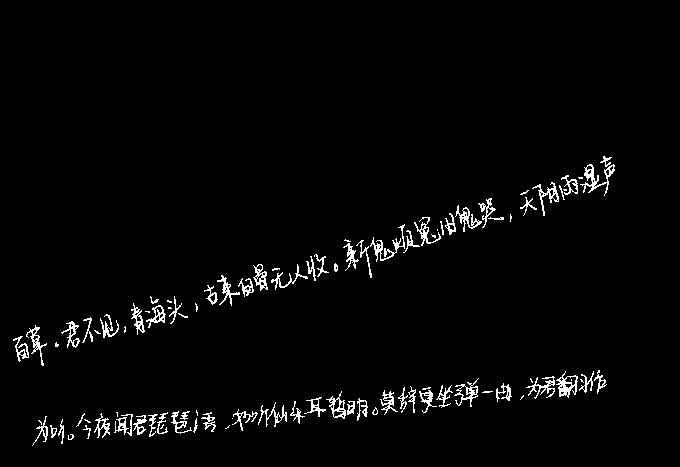 百草。君不见,青海头,古来白骨无人收。新鬼烦冤旧鬼哭,天阴雨湿声
为听。今夜闻君琵琶语,如听仙乐耳暂明。莫辞更坐弹一曲,为君翻作